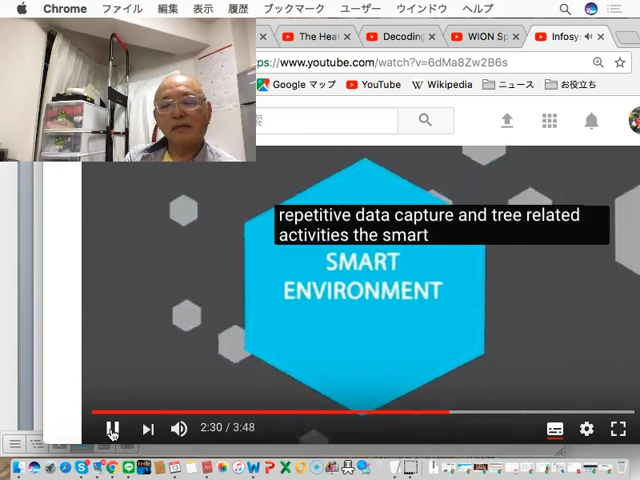 Chrome ファイル 編集 表示 履歴 ブックマーク ユーザー ウインドウ ヘルプ
The Hea Decoding WION Sp Infosys
ps://www.youtube.com/watch?v=6dMa8Zw2B6s
Google マップ YouTube Wikipedia ニュース お役立ち
repetitive data capture and tree related
activities the smart
SMART
ENVIRONMENT
2:30 / 3:48